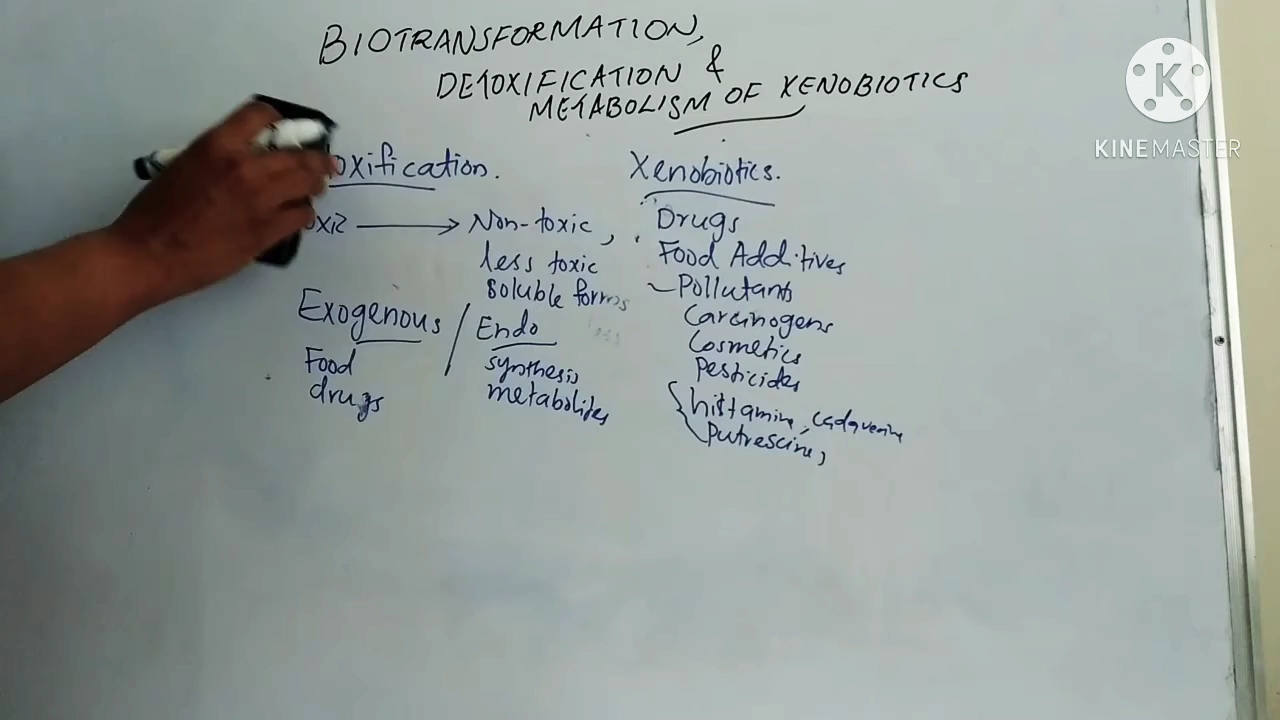 BIOTRANSFORMATION,
DETOXIFICATION &
METABOLISM OF XENOBIOTICS
K
KINEMASTER
oxification.
oxic → Non-toxic,
less toxic
soluble forms
Exogenous / Endo
Food
drugs
synthesis
metabolites
Xenobiotics.
Drugs
Food Additives
Pollutants
Carcinogens
Cosmetics
Pesticides
histamine, cadaverine
Putrescine,